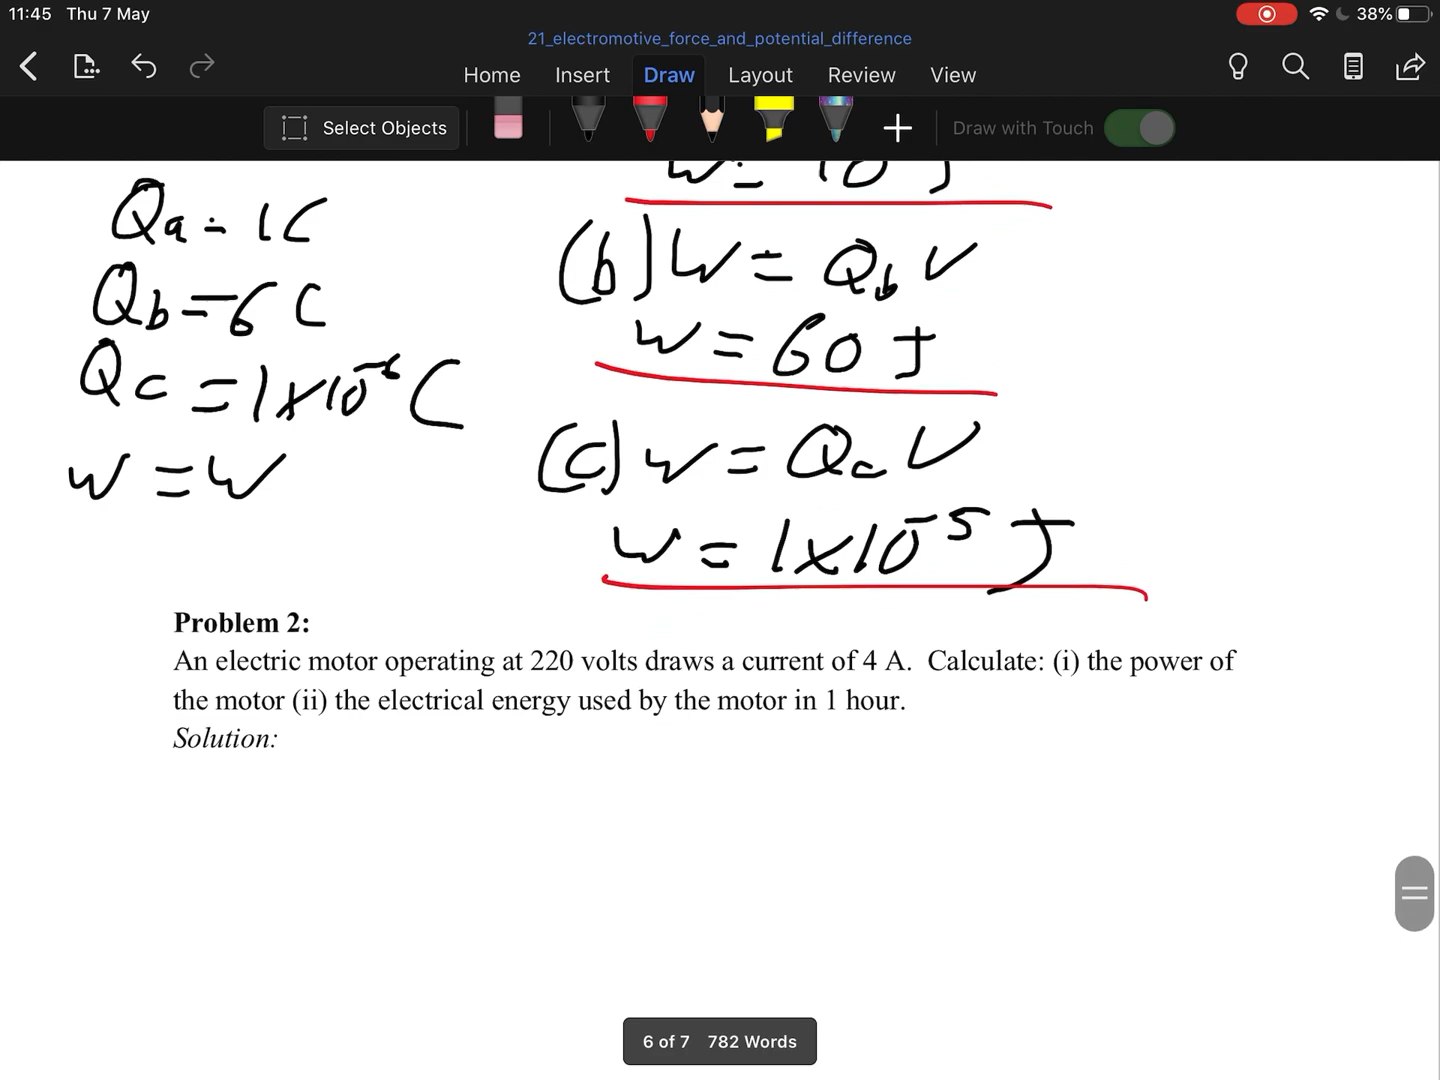 11:45 Thu 7 May 38%
21_electromotive_force_and_potential_difference
Home Insert Draw Layout Review View
Select Objects Draw with Touch
W = 10 J
Qa = 1C
(b) W = Qb V
Qb = 6 C
W = 60 J
Qc = 1x10⁻⁶ C
(c) W = Qc V
W = W
W = 1x10⁻⁵ J
Problem 2:
An electric motor operating at 220 volts draws a current of 4 A. Calculate: (i) the power of
the motor (ii) the electrical energy used by the motor in 1 hour.
Solution:
6 of 7 782 Words